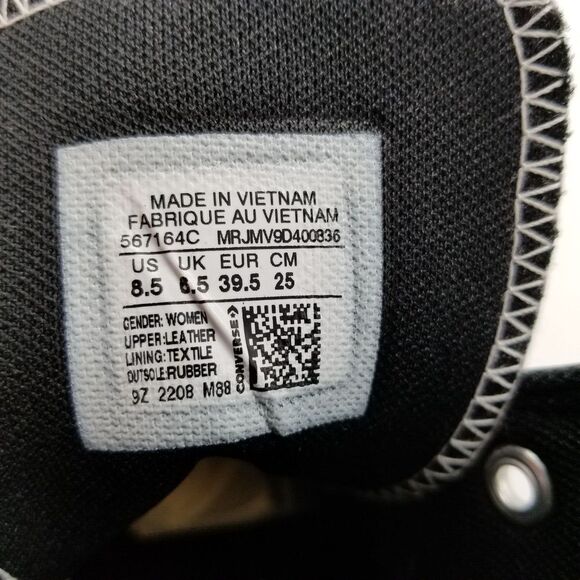 MADE IN VIETNAM
FABRIQUE AU VIETNAM
567164C MRJMV9D400836
US UK EUR CM
8.5 6.5 39.5 25
GENDER: WOMEN
UPPER:LEATHER
LINING:TEXTILE
OUTSOLE:RUBBER
9Z 2208 M88
CONVERSE